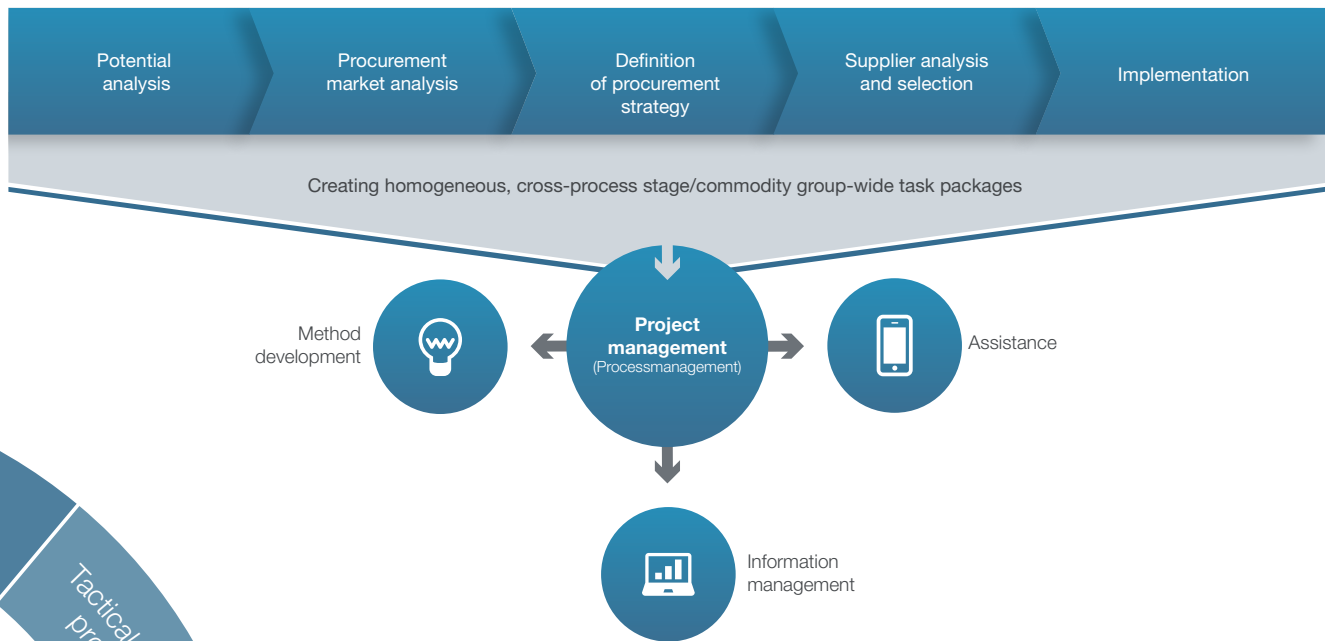 Potential
analysis
Procurement
market analysis
Definition
of procurement
strategy
Supplier analysis
and selection
Implementation
Creating homogeneous, cross-process stage/commodity group-wide task packages
Method
development
Project
management
(Processmanagement)
Assistance
Information
management
Tactical